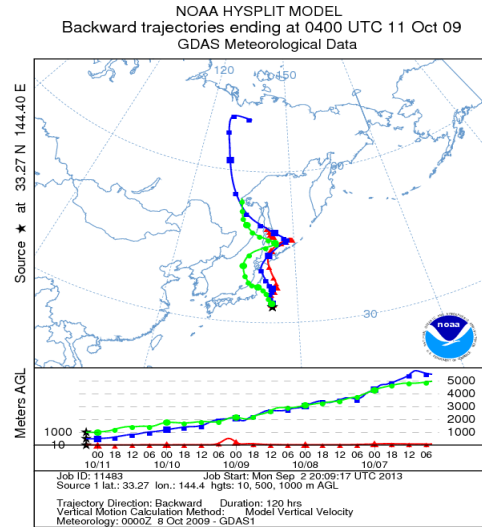 NOAA HYSPLIT MODEL
Backward trajectories ending at 0400 UTC 11 Oct 09
GDAS Meteorological Data
Source ★ at 33.27 N 144.40 E
120 150
30
noaa
Meters AGL
5000
4000
3000
2000
1000 1000
10
00 18 12 06 00 18 12 06 00 18 12 06 00 18 12 06 00 18 12 06
10/11 10/10 10/09 10/08 10/07
Job ID: 11483 Job Start: Mon Sep 2 20:09:17 UTC 2013
Source 1 lat.: 33.27 lon.: 144.4 hgts: 10, 500, 1000 m AGL
Trajectory Direction: Backward Duration: 120 hrs
Vertical Motion Calculation Method: Model Vertical Velocity
Meteorology: 0000Z 8 Oct 2009 - GDAS1